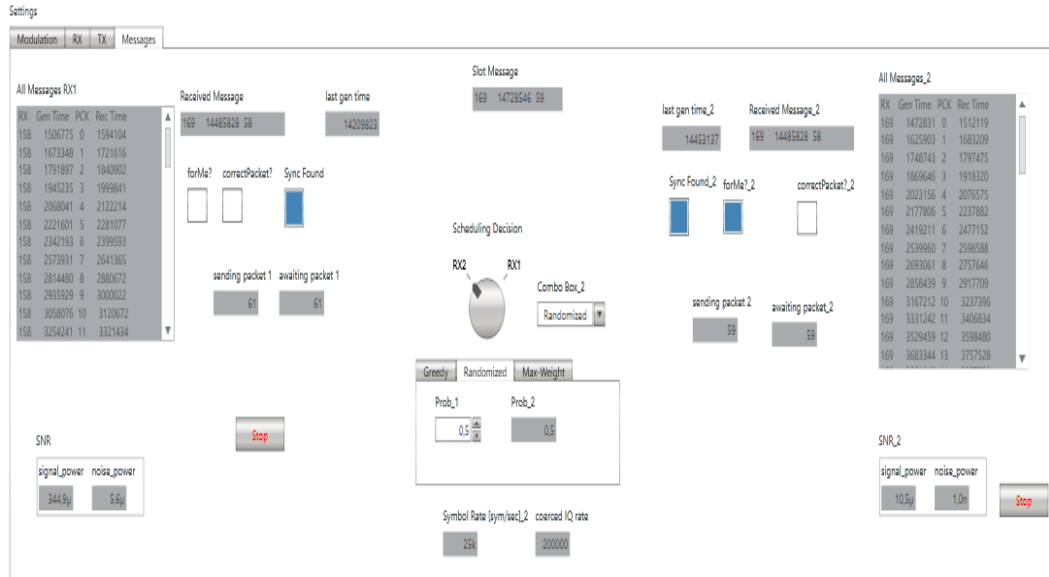 Settings
Modulation RX TX Messages
All Messages RX1
RX Gen Time PCK Rec Time
158 1506775 0 1594104
158 1673348 1 1721616
158 1791897 2 1840902
158 1945235 3 1999841
158 2068041 4 2122214
158 2221601 5 2281077
158 2342193 6 2399593
158 2573931 7 2641365
158 2814480 8 2880672
158 2935929 9 3000022
158 3058076 10 3120672
158 3254241 11 3321434
Received Message
169 14485828 58
last gen time
14209823
forMe? correctPacket? Sync Found
sending packet 1 awaiting packet 1
61 61
Stop
SNR
signal_power noise_power
344,9µ 5,6µ
Slot Message
169 14728546 59
Scheduling Decision
RX2 RX1
Combo Box_2
Randomized
Greedy Randomized Max-Weight
Prob_1 Prob_2
0,5 0,5
Symbol Rate [sym/sec]_2 coerced IQ rate
25k 200000
last gen time_2 Received Message_2
14453137 169 14485828 58
Sync Found_2 forMe?_2 correctPacket?_2
sending packet 2 awaiting packet_2
59 59
All Messages_2
RX Gen Time PCK Rec Time
169 1472831 0 1512119
169 1625903 1 1683209
169 1748743 2 1797475
169 1869646 3 1918320
169 2023156 4 2076575
169 2177806 5 2237882
169 2419211 6 2477152
169 2539960 7 2598588
169 2693061 8 2757646
169 2858439 9 2917709
169 3167212 10 3237396
169 3331242 11 3406834
169 3529459 12 3598480
169 3683344 13 3757528
SNR_2
signal_power noise_power
10,5µ 1,0n
Stop